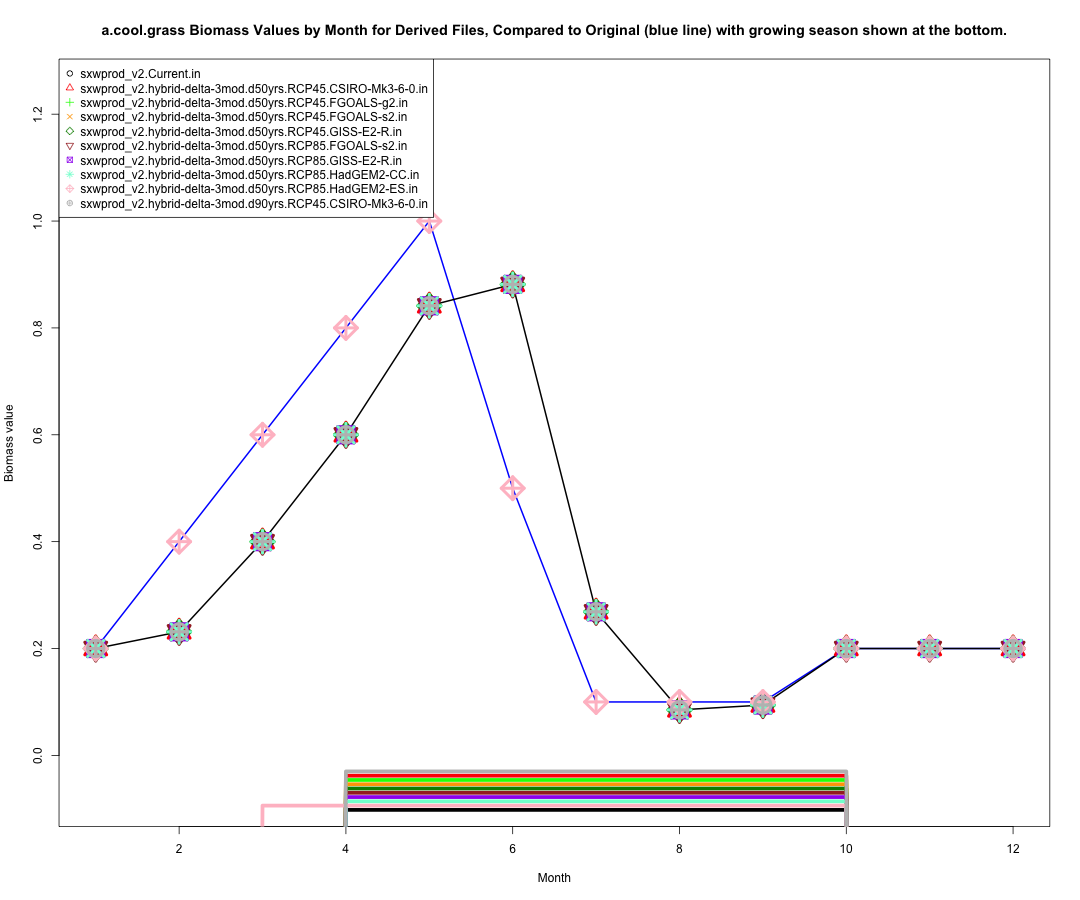 a.cool.grass Biomass Values by Month for Derived Files, Compared to Original (blue line) with growing season shown at the bottom.
sxwprod_v2.Current.in
sxwprod_v2.hybrid-delta-3mod.d50yrs.RCP45.CSIRO-Mk3-6-0.in
sxwprod_v2.hybrid-delta-3mod.d50yrs.RCP45.FGOALS-g2.in
sxwprod_v2.hybrid-delta-3mod.d50yrs.RCP45.FGOALS-s2.in
sxwprod_v2.hybrid-delta-3mod.d50yrs.RCP45.GISS-E2-R.in
sxwprod_v2.hybrid-delta-3mod.d50yrs.RCP85.FGOALS-s2.in
sxwprod_v2.hybrid-delta-3mod.d50yrs.RCP85.GISS-E2-R.in
sxwprod_v2.hybrid-delta-3mod.d50yrs.RCP85.HadGEM2-CC.in
sxwprod_v2.hybrid-delta-3mod.d50yrs.RCP85.HadGEM2-ES.in
sxwprod_v2.hybrid-delta-3mod.d90yrs.RCP45.CSIRO-Mk3-6-0.in
1.2
1.0
0.8
0.6
0.4
0.2
0.0
Biomass value
2 4 6 8 10 12
Month